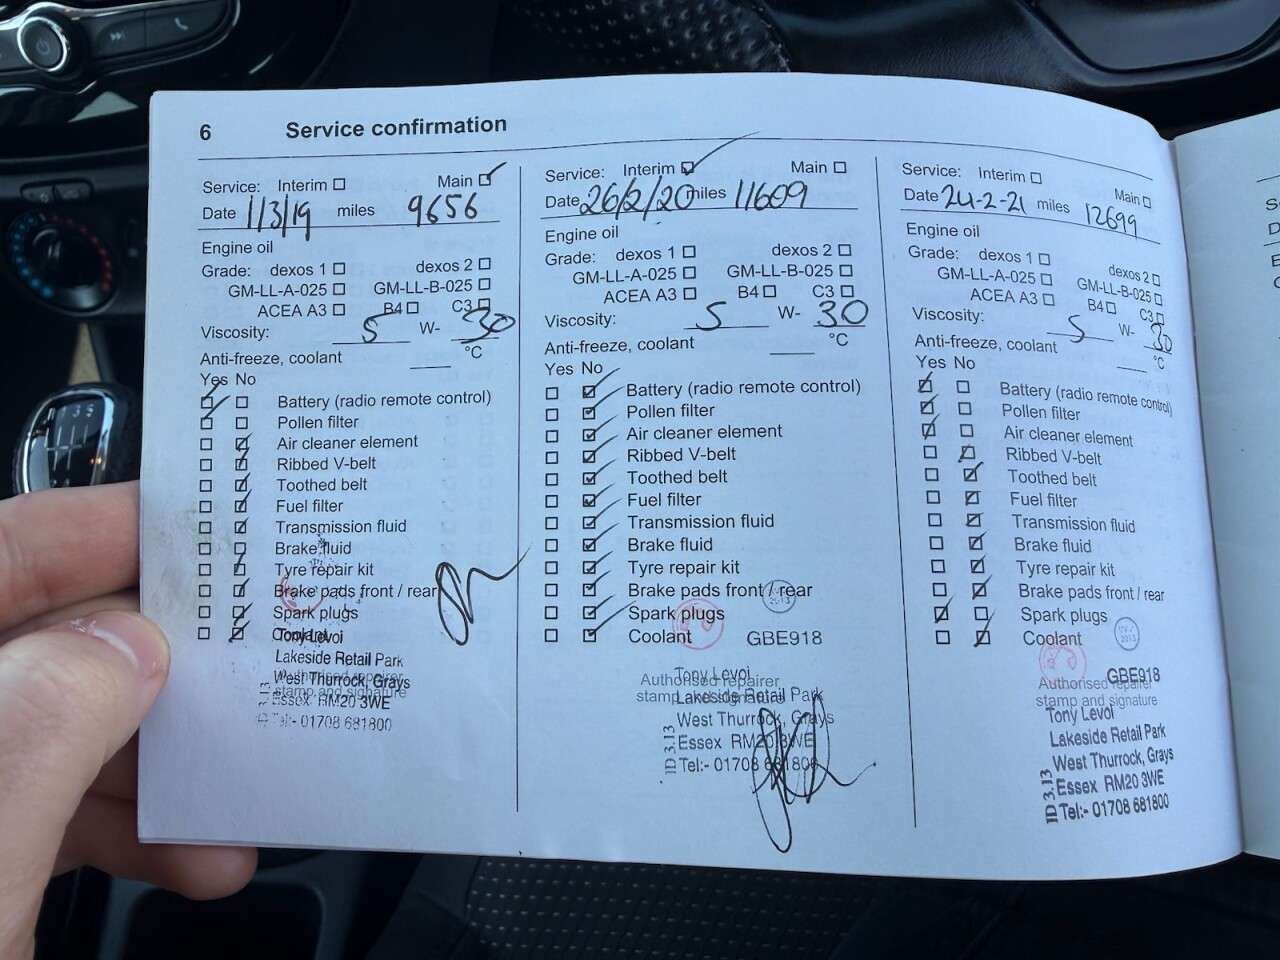 6 Service confirmation
Service: Interim Main
Date 1/3/19 miles 9656
Engine oil
Grade: dexos 1 dexos 2
GM-LL-A-025 GM-LL-B-025
ACEA A3 B4 C3
Viscosity: 5 W- 30
Anti-freeze, coolant °C
Yes No
Battery (radio remote control)
Pollen filter
Air cleaner element
Ribbed V-belt
Toothed belt
Fuel filter
Transmission fluid
Brake fluid
Tyre repair kit
Brake pads front / rear
Spark plugs
Coolant
Tony Levoi
Lakeside Retail Park
West Thurrock, Grays
Authorised repairer
stamp and signature
Essex RM20 3WE
Tel:- 01708 681800
Service: Interim Main
Date 26/2/20 miles 11609
Engine oil
Grade: dexos 1 dexos 2
GM-LL-A-025 GM-LL-B-025
ACEA A3 B4 C3
Viscosity: 5 W- 30
Anti-freeze, coolant °C
Yes No
Battery (radio remote control)
Pollen filter
Air cleaner element
Ribbed V-belt
Toothed belt
Fuel filter
Transmission fluid
Brake fluid
Tyre repair kit
Brake pads front / rear
Spark plugs
Coolant GBE918
Tony Levoi
Authorised repairer
stamp and signature
Lakeside Retail Park
West Thurrock, Grays
Essex RM20 3WE
Tel:- 01708 681800
ID 3.13
Service: Interim Main
Date 24-2-21 miles 12699
Engine oil
Grade: dexos 1 dexos 2
GM-LL-A-025 GM-LL-B-025
ACEA A3 B4 C3
Viscosity: 5 W- 30
Anti-freeze, coolant °C
Yes No
Battery (radio remote control)
Pollen filter
Air cleaner element
Ribbed V-belt
Toothed belt
Fuel filter
Transmission fluid
Brake fluid
Tyre repair kit
Brake pads front / rear
Spark plugs
Coolant
GBE918
Authorised repairer
stamp and signature
Tony Levoi
Lakeside Retail Park
West Thurrock, Grays
Essex RM20 3WE
Tel:- 01708 681800
ID 3.13